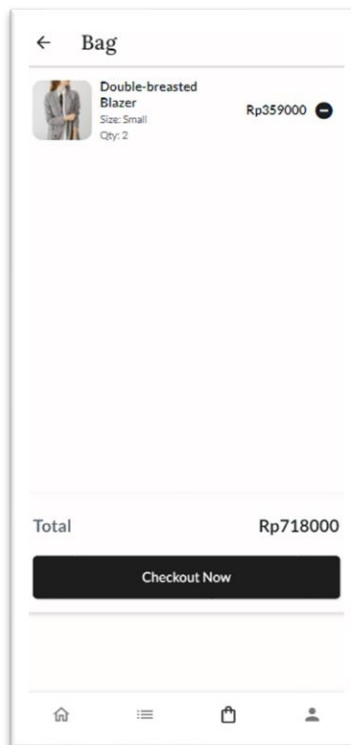 Bag
Double-breasted
Blazer
Size: Small
Qty: 2
Rp359000
Total
Rp718000
Checkout Now